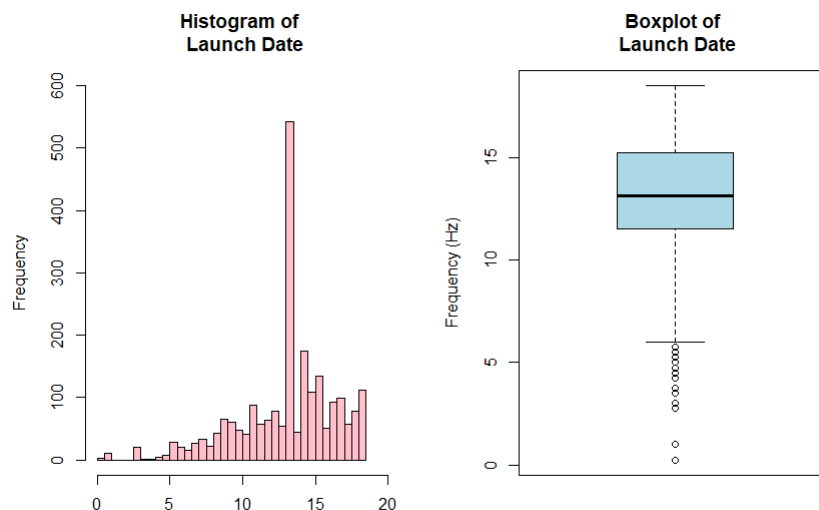 Histogram of
Launch Date
Frequency
600
500
400
300
200
100
0
0 5 10 15 20
Boxplot of
Launch Date
Frequency (Hz)
15
10
5
0